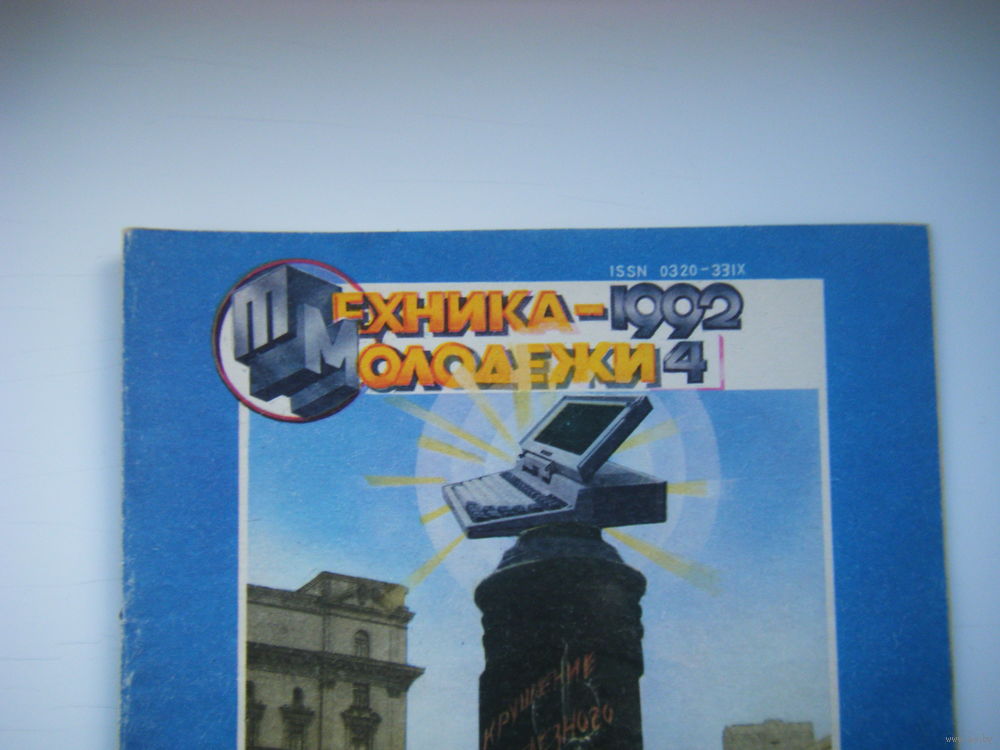 ISSN 0320-331X
ТЕХНИКА-1992
МОЛОДЕЖИ 4
КРУШЕНИЕ